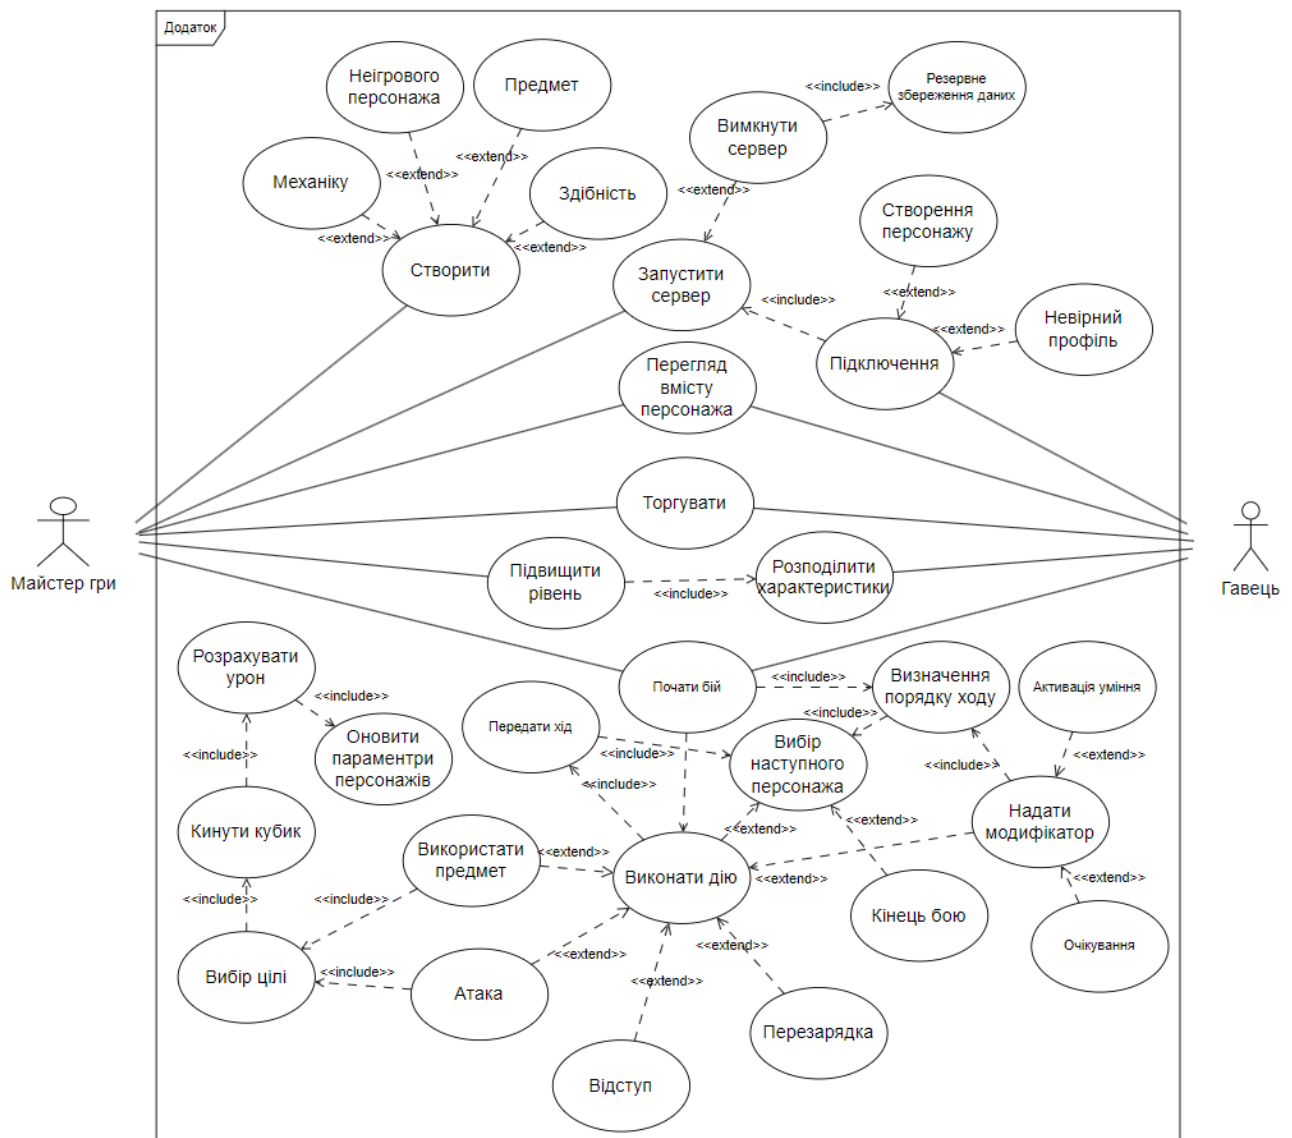 Додаток
Неігрового
персонажа
Предмет
<<include>>
Резервне
збереження даних
Вимкнути
сервер
<<extend>>
<<extend>>
Механіку
<<extend>>
Здібність
<<extend>>
<<extend>>
<<extend>>
Створення
персонажу
Створити
Запустити
сервер
<<include>>
<<extend>>
<<extend>>
Невірний
профіль
Підключення
Перегляд
вмісту
персонажа
Торгувати
Майстер гри
Гавець
Підвищити
рівень
<<include>>
Розподілити
характеристики
Розрахувати
урон
<<include>>
Почати бій
<<include>>
Визначення
порядку ходу
Активація уміння
Оновити
параментри
персонажів
Передати хід
<<include>>
<<include>>
Вибір
наступного
персонажа
<<include>>
<<extend>>
<<include>>
<<include>>
Кинути кубик
Використати
предмет
<<extend>>
<<extend>>
<<extend>>
Надати
модифікатор
Виконати дію
<<extend>>
<<extend>>
<<include>>
<<include>>
Кінець бою
Очікування
<<extend>>
<<extend>>
Вибір цілі
<<include>>
Атака
<<extend>>
Перезарядка
Відступ